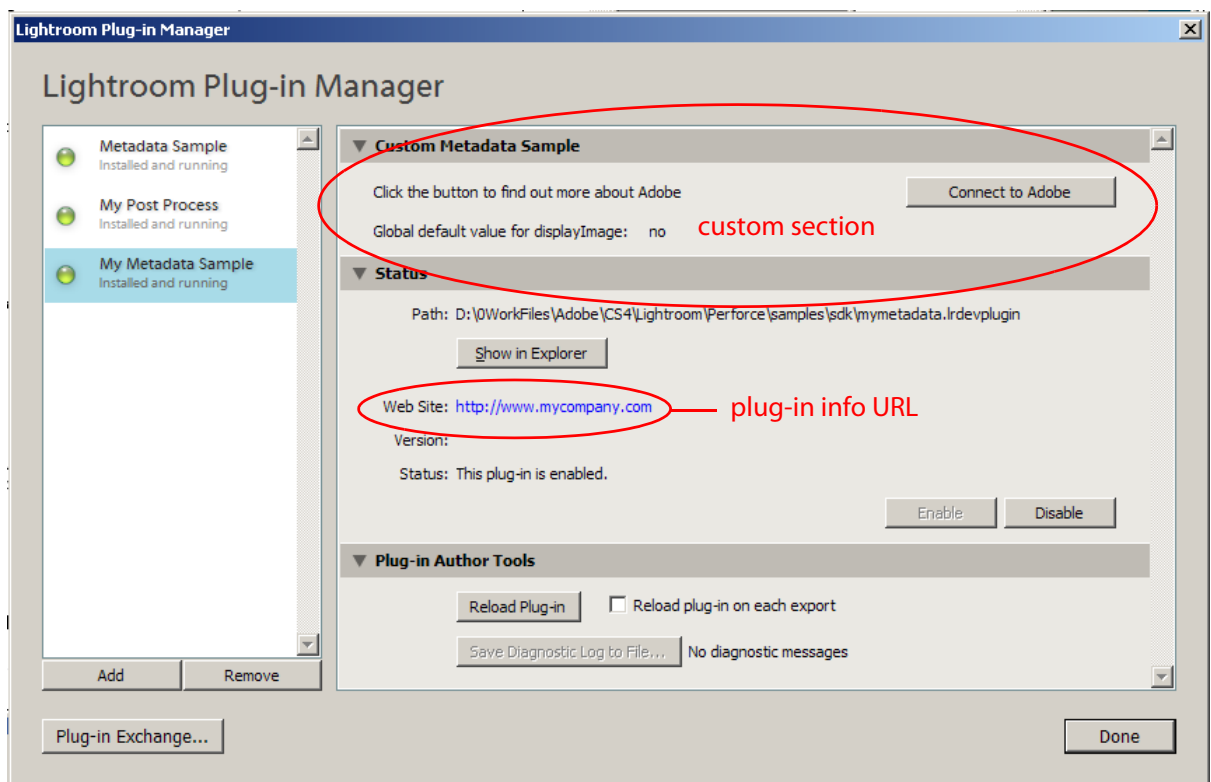 Lightroom Plug-in Manager
Lightroom Plug-in Manager
Metadata Sample
Installed and running
My Post Process
Installed and running
My Metadata Sample
Installed and running
Add Remove
Custom Metadata Sample
Click the button to find out more about Adobe Connect to Adobe
Global default value for displayImage: no custom section
Status
Path: D:\0WorkFiles\Adobe\CS4\Lightroom\Perforce\samples\sdk\mymetadata.lrdevplugin
Show in Explorer
Web Site: http://www.mycompany.com plug-in info URL
Version:
Status: This plug-in is enabled.
Enable Disable
Plug-in Author Tools
Reload Plug-in Reload plug-in on each export
Save Diagnostic Log to File... No diagnostic messages
Plug-in Exchange... Done